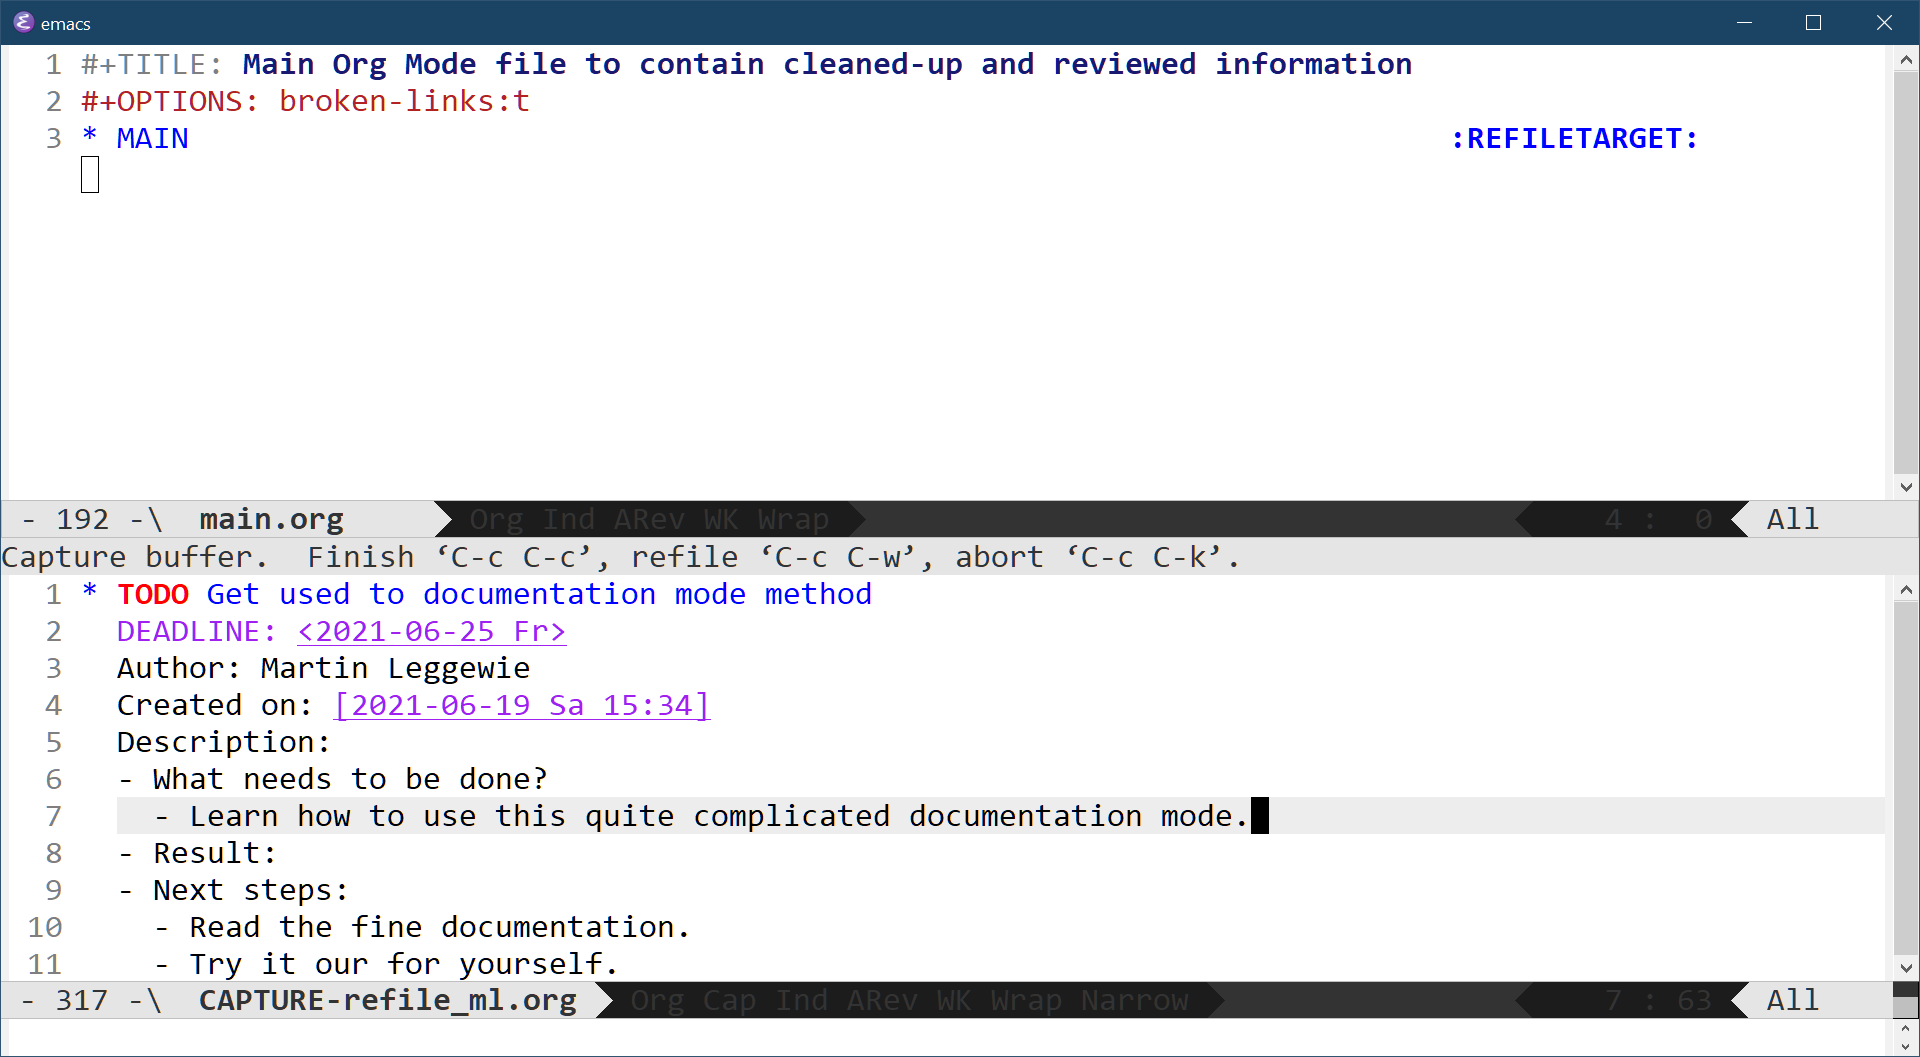 emacs
1 #+TITLE: Main Org Mode file to contain cleaned-up and reviewed information
2 #+OPTIONS: broken-links:t
3 * MAIN :REFILETARGET:
- 192 -\ main.org Org Ind ARev WK Wrap 4 : 0 All
Capture buffer. Finish ‘C-c C-c’, refile ‘C-c C-w’, abort ‘C-c C-k’.
1 * TODO Get used to documentation mode method
2 DEADLINE: <2021-06-25 Fr>
3 Author: Martin Leggewie
4 Created on: [2021-06-19 Sa 15:34]
5 Description:
6 - What needs to be done?
7 - Learn how to use this quite complicated documentation mode.
8 - Result:
9 - Next steps:
10 - Read the fine documentation.
11 - Try it our for yourself.
- 317 -\ CAPTURE-refile_ml.org Org Cap Ind ARev WK Wrap Narrow 7 : 63 All